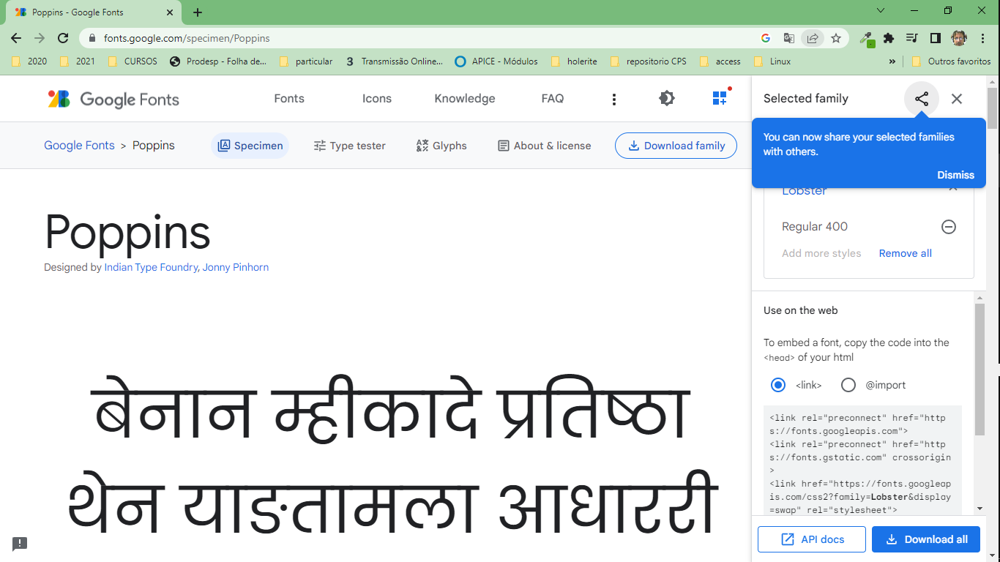 Poppins - Google Fonts
fonts.google.com/specimen/Poppins
2020 2021 CURSOS Prodesp - Folha de... particular Transmissão Online... APICE - Módulos holerite repositorio CPS access Linux » Outros favoritos
Google Fonts Fonts Icons Knowledge FAQ
Google Fonts > Poppins Specimen Type tester Glyphs About & license Download family
Poppins
Designed by Indian Type Foundry, Jonny Pinhorn
बेनान म्हीकादे प्रतिष्ठा
थेन याङतामला आधाररी
Selected family
You can now share your selected families
with others.
Dismiss
Lobster
Regular 400
Add more styles Remove all
Use on the web
To embed a font, copy the code into the
<head> of your html
<link> @import
<link rel="preconnect" href="http
s://fonts.googleapis.com">
<link rel="preconnect" href="http
s://fonts.gstatic.com" crossorigin
>
<link href="https://fonts.googleap
is.com/css2?family=Lobster&display
=swap" rel="stylesheet">
API docs Download all